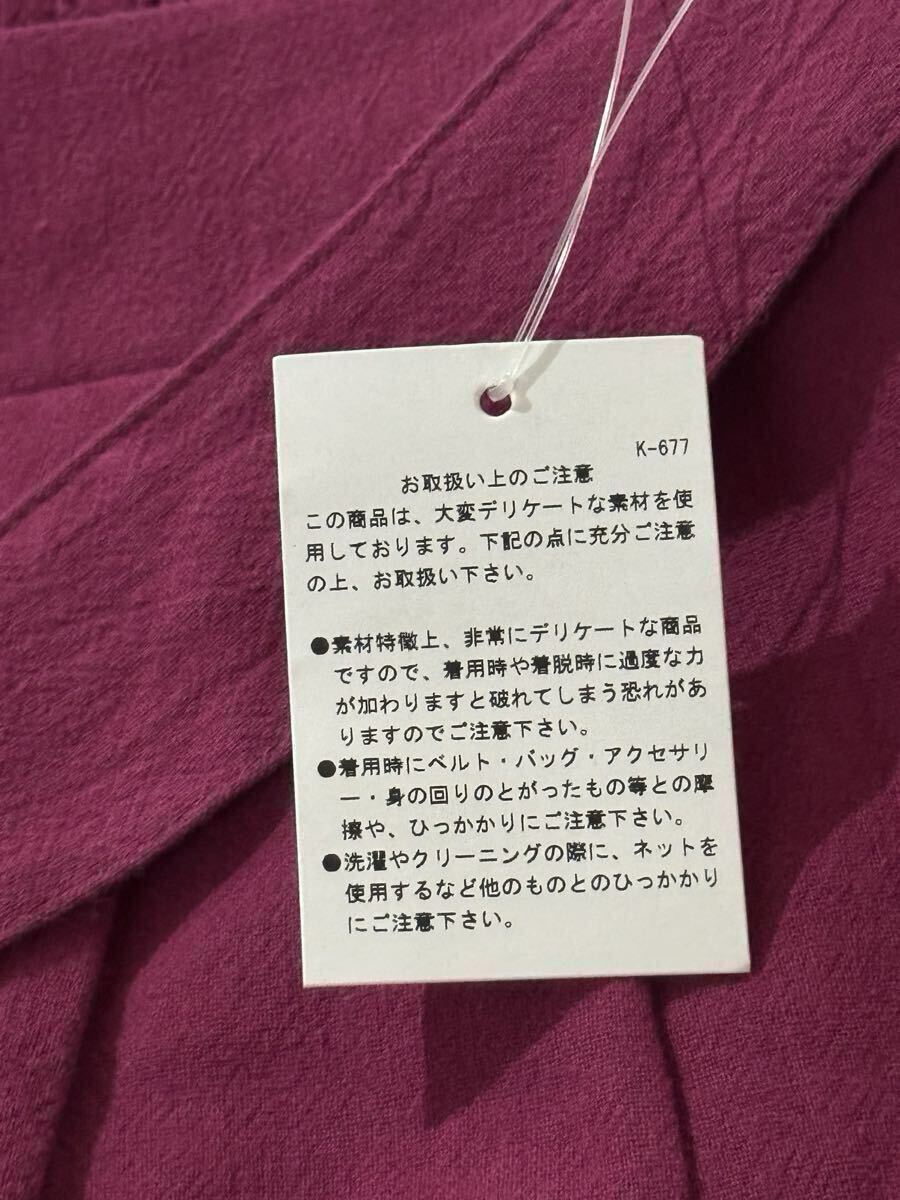 K-677
お取扱い上のご注意
この商品は、大変デリケートな素材を使
用しております。下記の点に充分ご注意
の上、お取扱い下さい。
●素材特徴上、非常にデリケートな商品
ですので、着用時や着脱時に過度な力
が加わりますと破れてしまう恐れがあ
りますのでご注意下さい。
●着用時にベルト・バッグ・アクセサリ
ー・身の回りのとがったもの等との摩
擦や、ひっかかりにご注意下さい。
●洗濯やクリーニングの際に、ネットを
使用するなど他のものとのひっかかり
にご注意下さい。